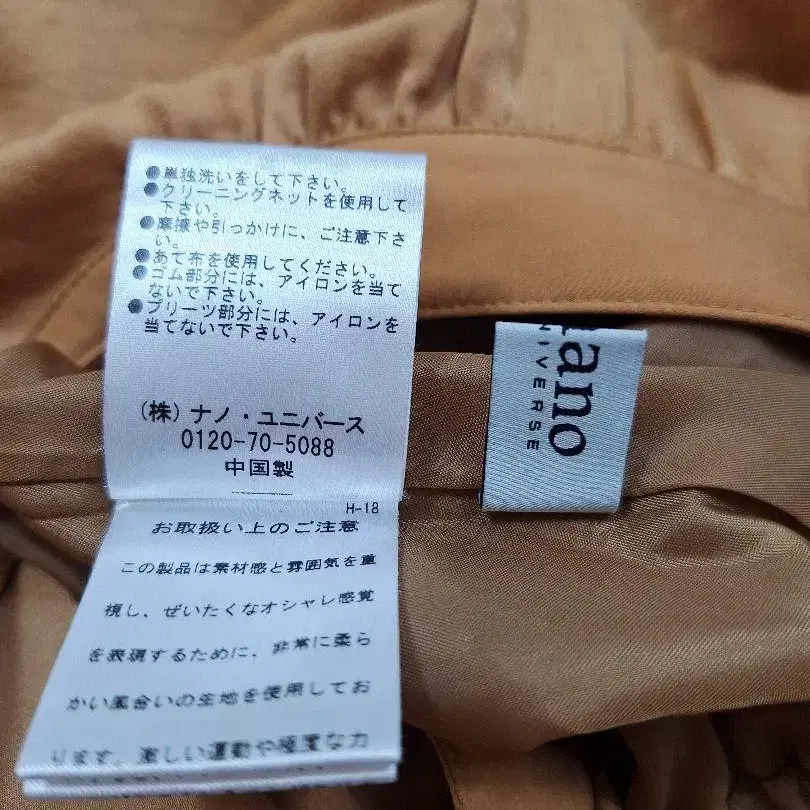 ●単独洗いをして下さい。
●クリーニングネットを使用して
下さい。
●摩擦や引っかけに、ご注意下さ
い。
●あて布を使用してください。
●ゴム部分には、アイロンを当て
ないで下さい。
●プリーツ部分には、アイロンを
当てないで下さい。
(株)ナノ・ユニバース
0120-70-5088
中国製
H-18
お取扱い上のご注意
この製品は素材感と雰囲気を重
視し、ぜいたくなオシャレ感覚
を表現するために、非常に柔ら
かい風合いの生地を使用してお
ります。激しい運動や極度な力
ano
NIVERSE